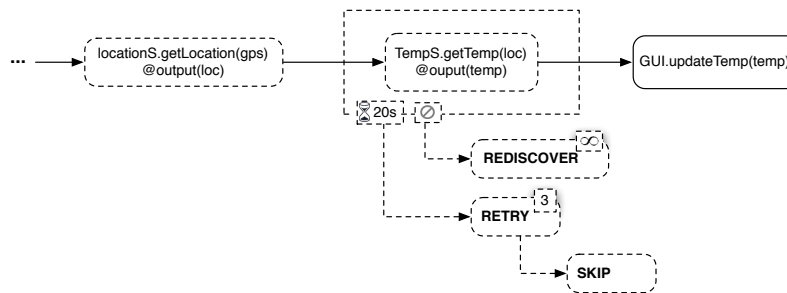 ...
locationS.getLocation(gps)
@output(loc)
TempS.getTemp(loc)
@ouput(temp)
GUI.updateTemp(temp)
20s
∞
REDISCOVER
3
RETRY
SKIP